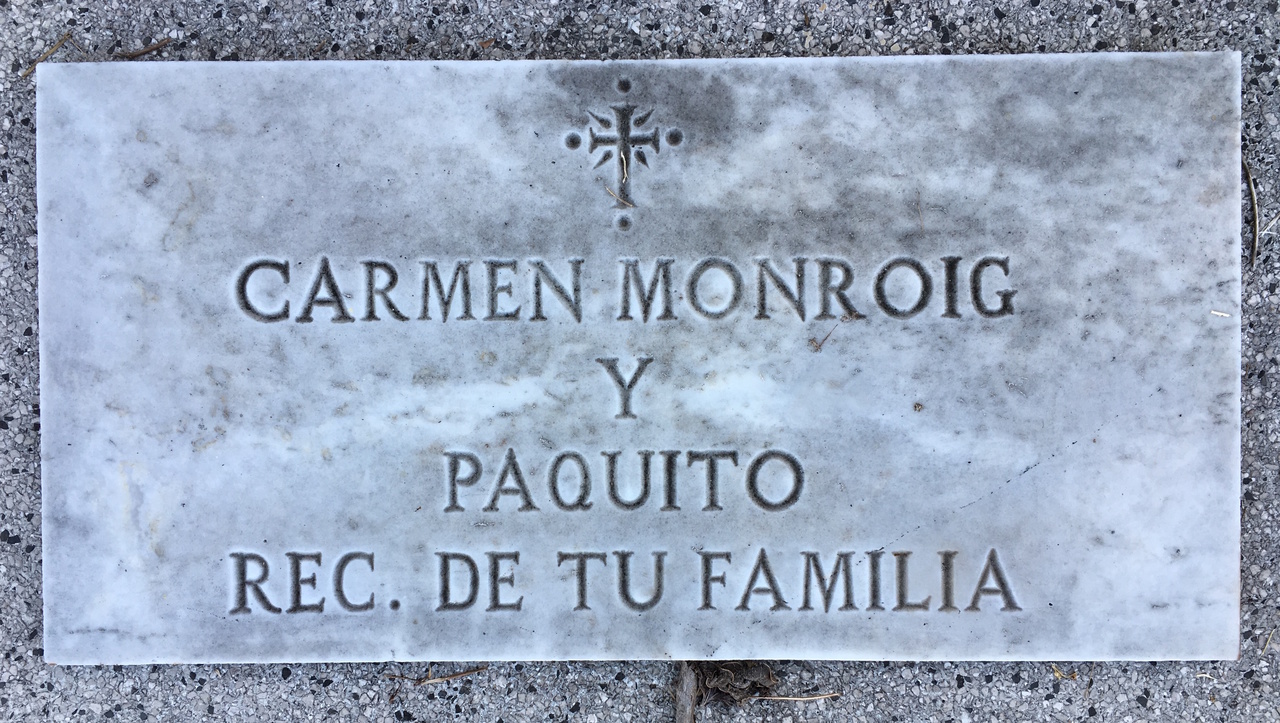 CARMEN MONROIG
Y
PAQUITO
REC. DE TU FAMILIA